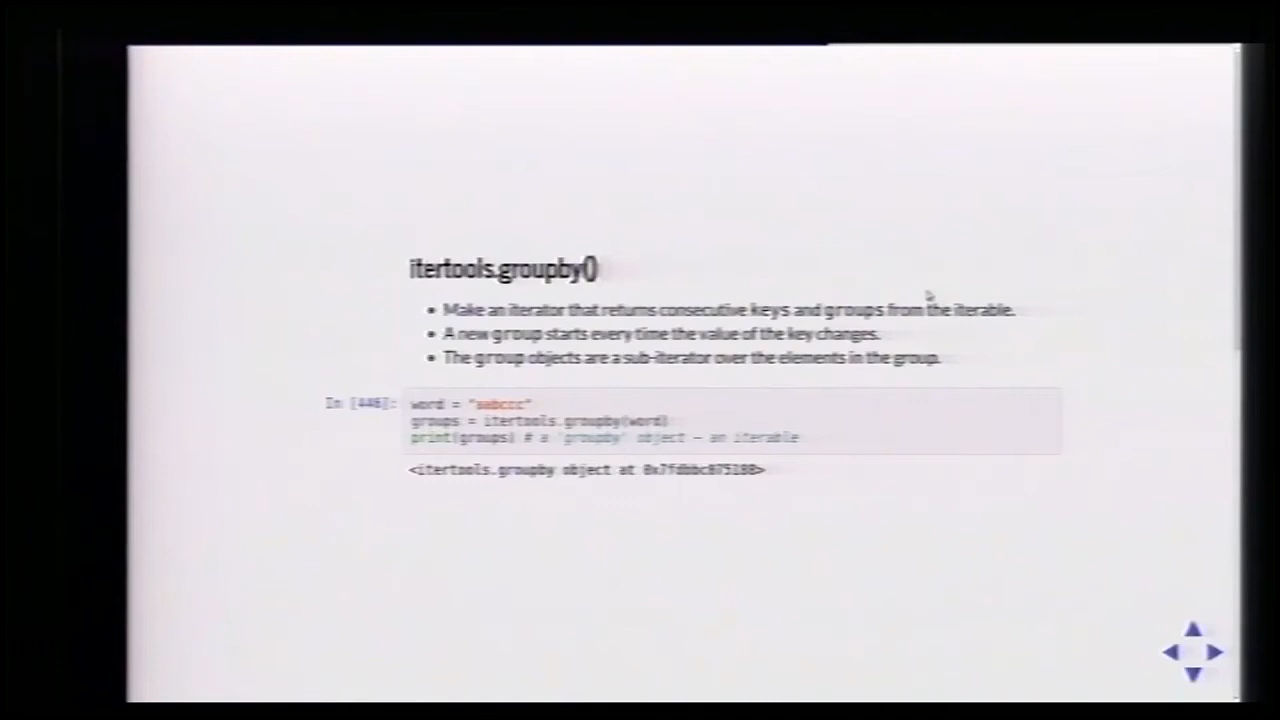 itertools.groupby()
Make an iterator that returns consecutive keys and groups from the iterable.
A new group starts every time the value of the key changes.
The group objects are a sub-iterator over the elements in the group.
In [446]:
word = "aabccc"
groups = itertools.groupby(word)
print(groups) # a 'groupby' object – an iterable
<itertools.groupby object at